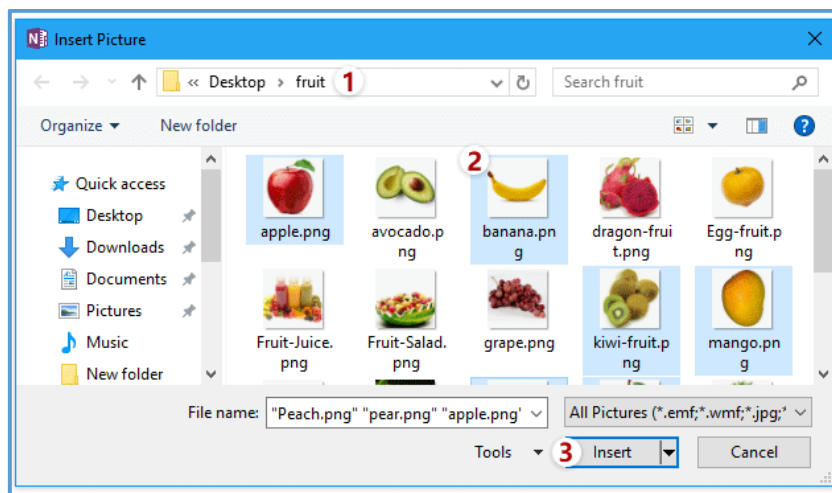 N Insert Picture
« Desktop › fruit 1
Search fruit
Organize New folder
?
Quick access
Desktop
Downloads
Documents
Pictures
Music
New folder
2
apple.png
avocado.p
ng
banana.pn
g
dragon-frui
t.png
Egg-fruit.p
ng
Fruit-Juice.
png
Fruit-Salad.
png
grape.png
kiwi-fruit.p
ng
mango.pn
g
File name: "Peach.png" "pear.png" "apple.png'
All Pictures (*.emf;*.wmf;*.jpg;*
Tools 3 Insert Cancel